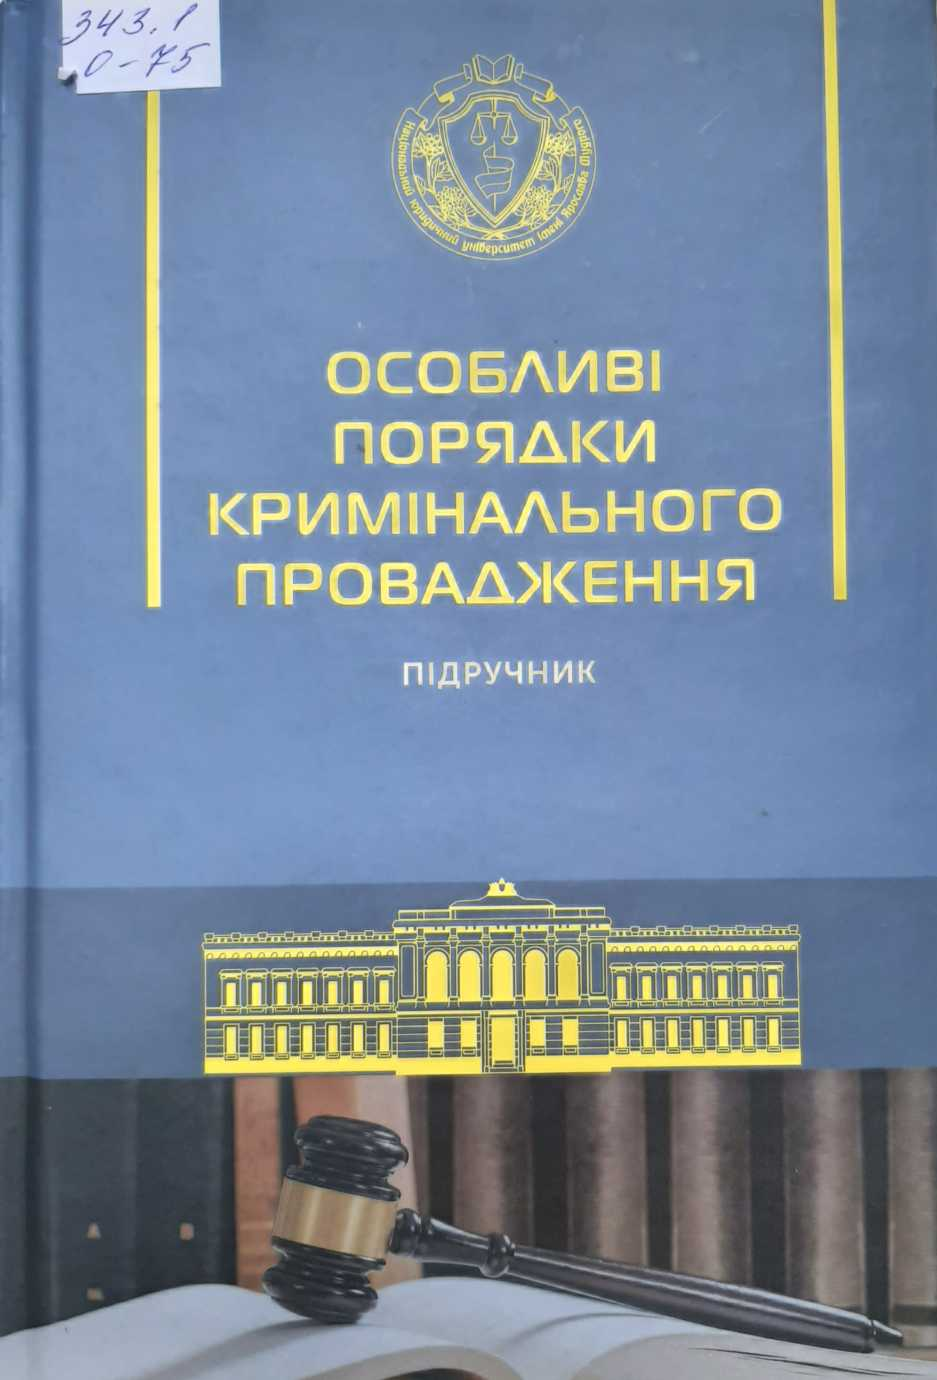 343.1
О-75
Національний юридичний університет імені Ярослава Мудрого
ОСОБЛИВІ
ПОРЯДКИ
КРИМІНАЛЬНОГО
ПРОВАДЖЕННЯ
ПІДРУЧНИК